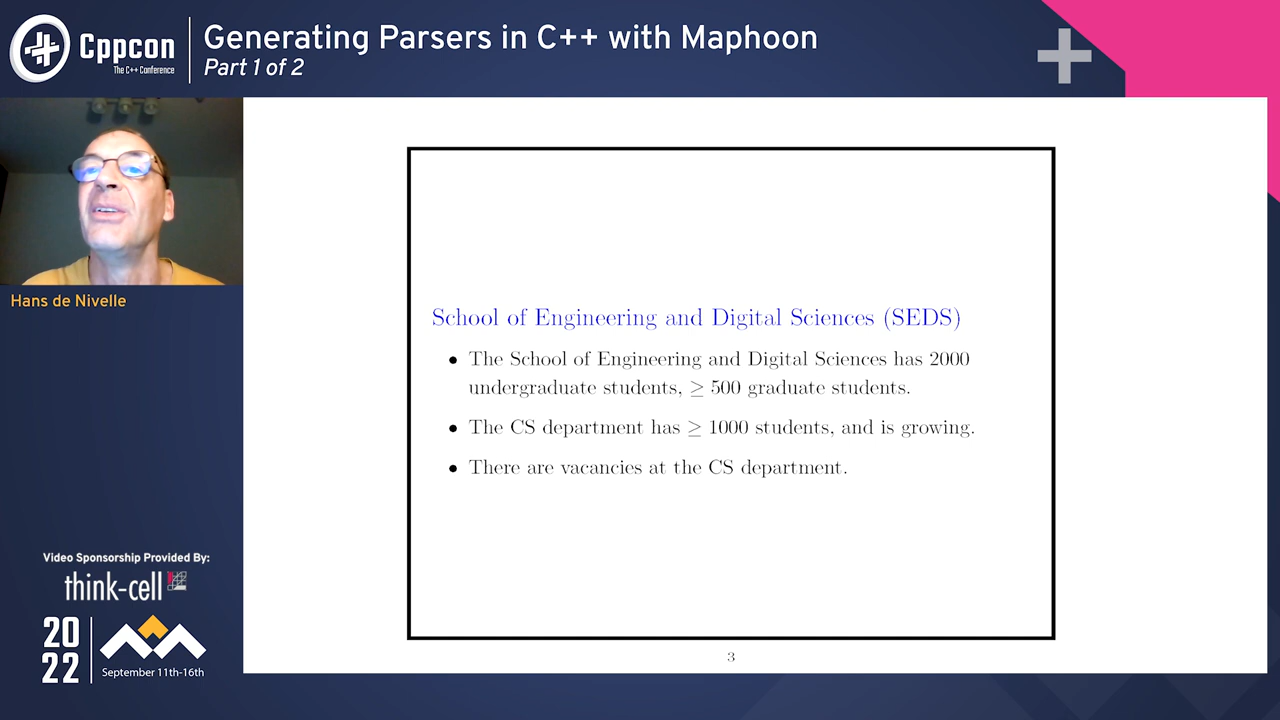 Cppcon
The C++ Conference
Generating Parsers in C++ with Maphoon
Part 1 of 2
Hans de Nivelle
School of Engineering and Digital Sciences (SEDS)
• The School of Engineering and Digital Sciences has 2000
undergraduate students, ≥ 500 graduate students.
• The CS department has ≥ 1000 students, and is growing.
• There are vacancies at the CS department.
3
Video Sponsorship Provided By:
think-cell
20
22
September 11th-16th